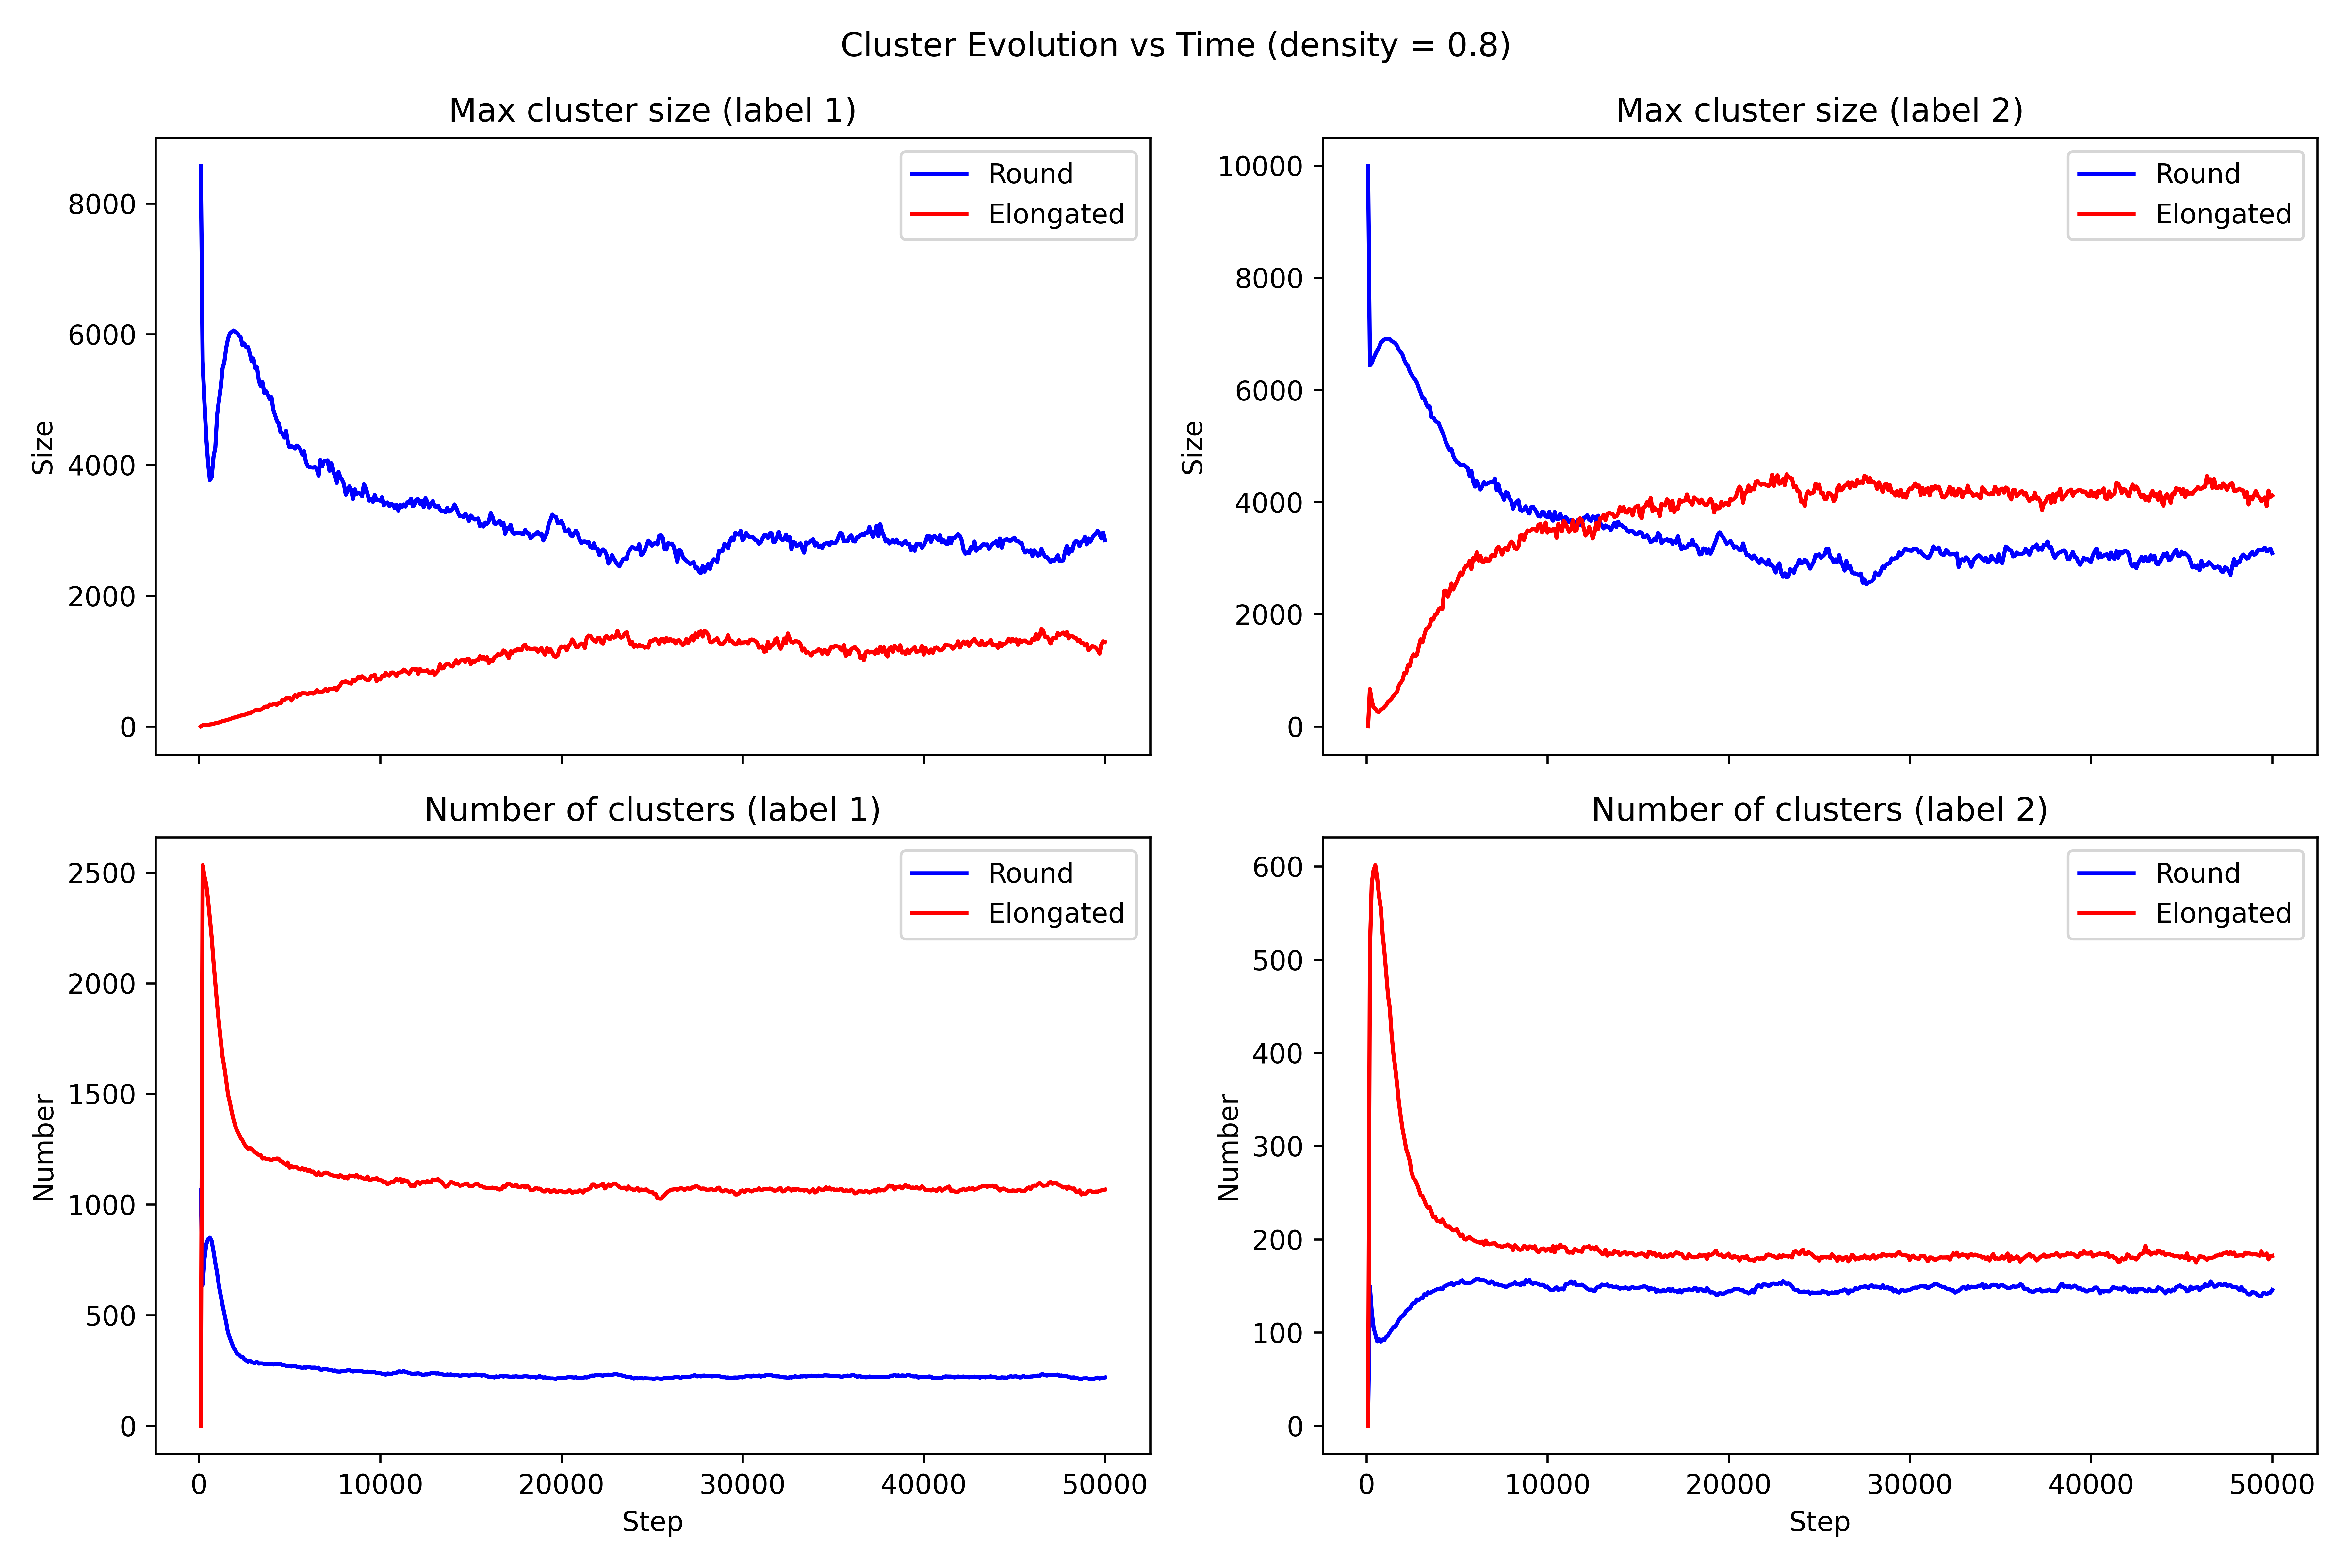 Cluster Evolution vs Time (density = 0.8)
Max cluster size (label 1)
Size
8000
6000
4000
2000
0
Round
Elongated
Max cluster size (label 2)
Size
10000
8000
6000
4000
2000
0
Round
Elongated
Number of clusters (label 1)
Number
2500
2000
1500
1000
500
0
Round
Elongated
0 10000 20000 30000 40000 50000
Step
Number of clusters (label 2)
Number
600
500
400
300
200
100
0
Round
Elongated
0 10000 20000 30000 40000 50000
Step